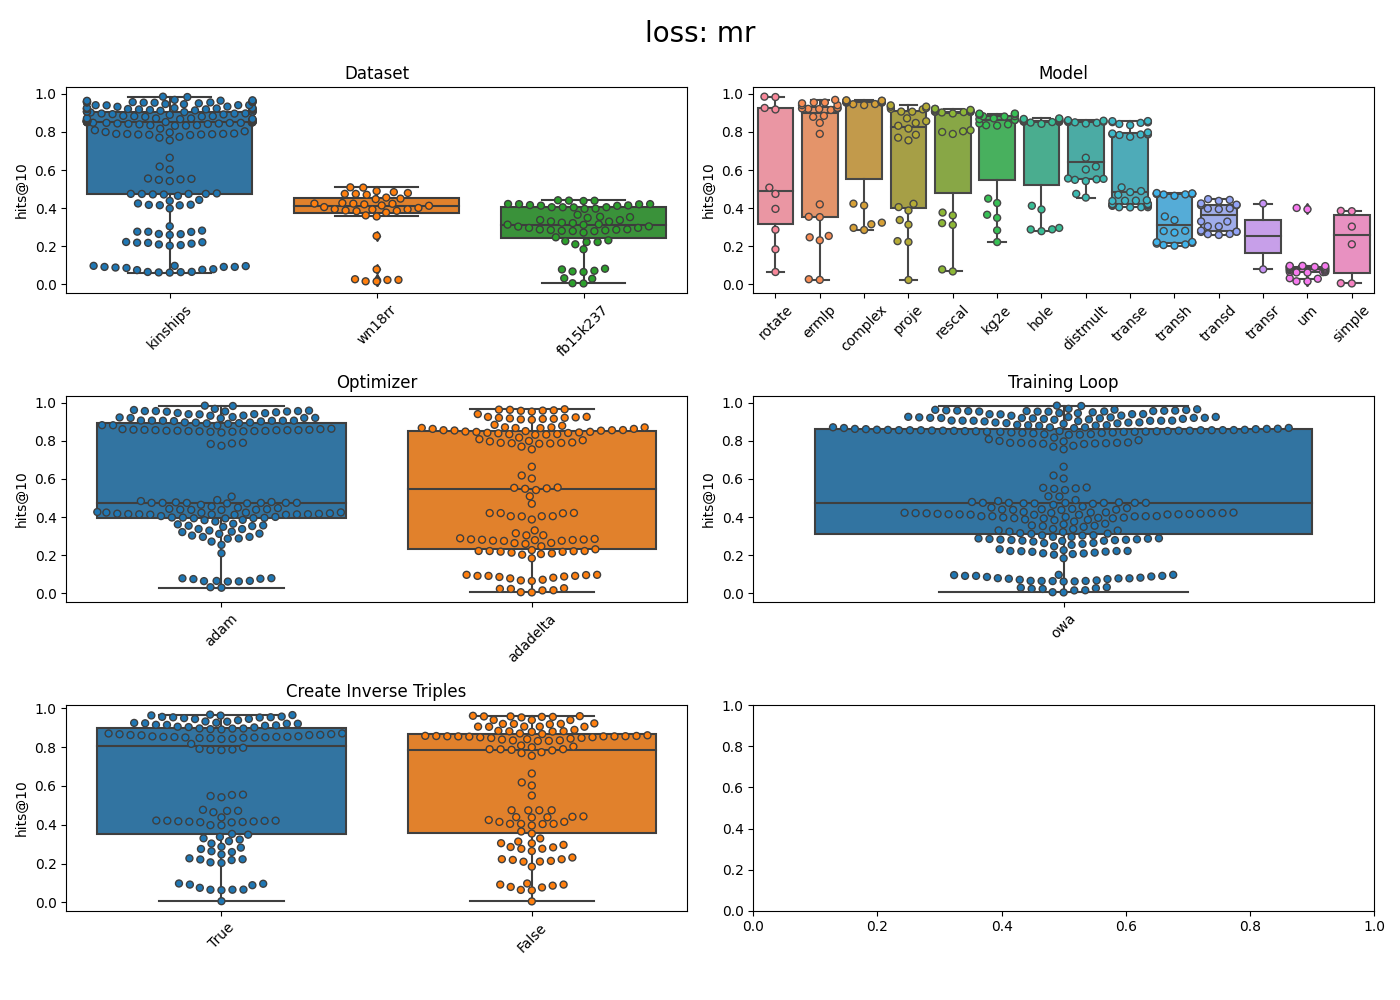 loss: mr
Dataset
hits@10
1.0
0.8
0.6
0.4
0.2
0.0
kinships
wn18rr
fb15k237
Model
hits@10
1.0
0.8
0.6
0.4
0.2
0.0
rotate
ermlp
complex
proje
rescal
kg2e
hole
distmult
transe
transh
transd
transr
um
simple
Optimizer
hits@10
1.0
0.8
0.6
0.4
0.2
0.0
adam
adadelta
Training Loop
hits@10
1.0
0.8
0.6
0.4
0.2
0.0
owa
Create Inverse Triples
hits@10
1.0
0.8
0.6
0.4
0.2
0.0
True
False
1.0
0.8
0.6
0.4
0.2
0.0
0.0
0.2
0.4
0.6
0.8
1.0